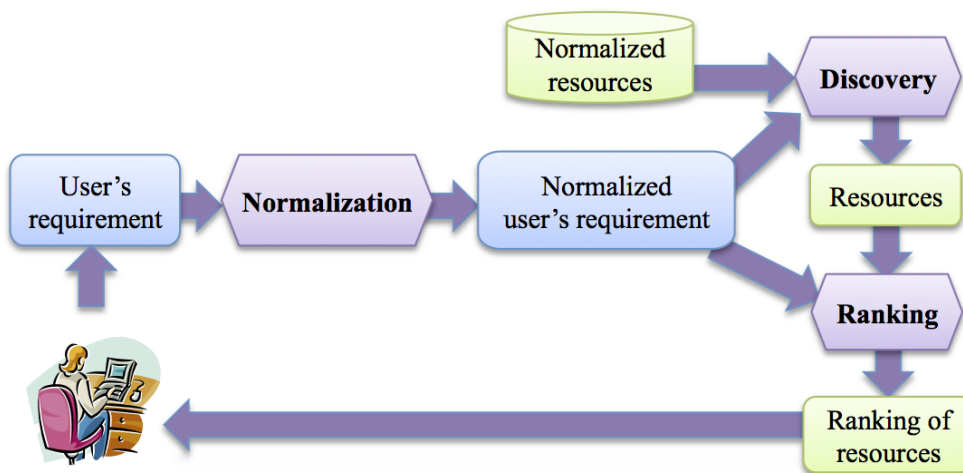 Normalized
resources
Discovery
User’s
requirement
Normalization
Normalized
user’s requirement
Resources
Ranking
Ranking of
resources